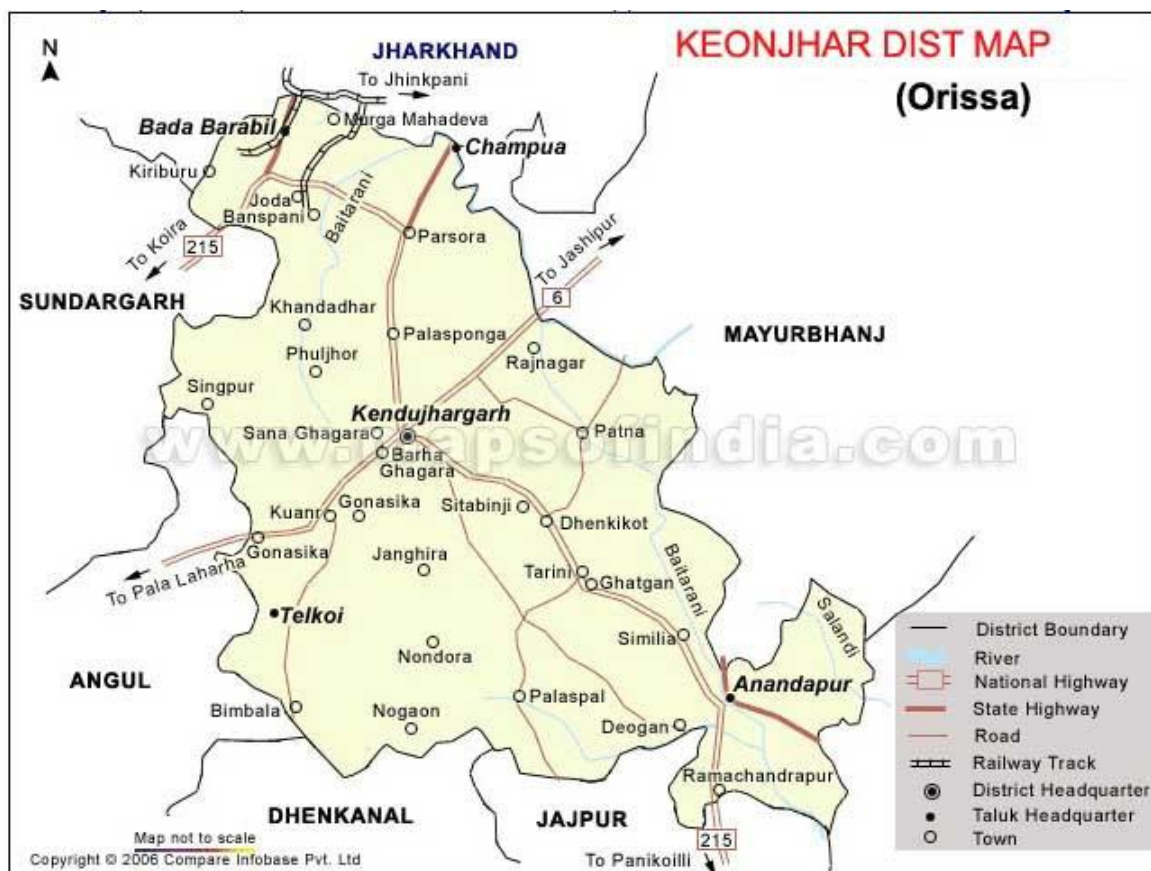 KEONJHAR DIST MAP
(Orissa)
N
JHARKHAND
To Jhinkpani
Murga Mahadeva
Bada Barabil
Champua
Kiriburu
Joda
Banspani
Baitarani
Parsora
To Koira
215
To Jashipur
6
SUNDARGARH
Khandadhar
Palasponga
MAYURBHANJ
Rajnagar
Phuljhor
Singpur
Kendujhargarh
Sana Ghagara
Patna
www.mapsofindia.com
Barha
Ghagara
Kuanr
Gonasika
Sitabinji
Dhenkikot
Gonasika
Janghira
Tarini
Ghatgan
Baitarani
To Pala Laharha
Telkoi
Similia
Salandi
Nondora
ANGUL
Anandapur
Bimbala
Nogaon
Palaspal
Deogan
Ramachandrapur
DHENKANAL
JAJPUR
215
To Panikoilli
District Boundary
River
National Highway
State Highway
Road
Railway Track
District Headquarter
Taluk Headquarter
Town
Map not to scale
Copyright © 2006 Compare Infobase Pvt. Ltd